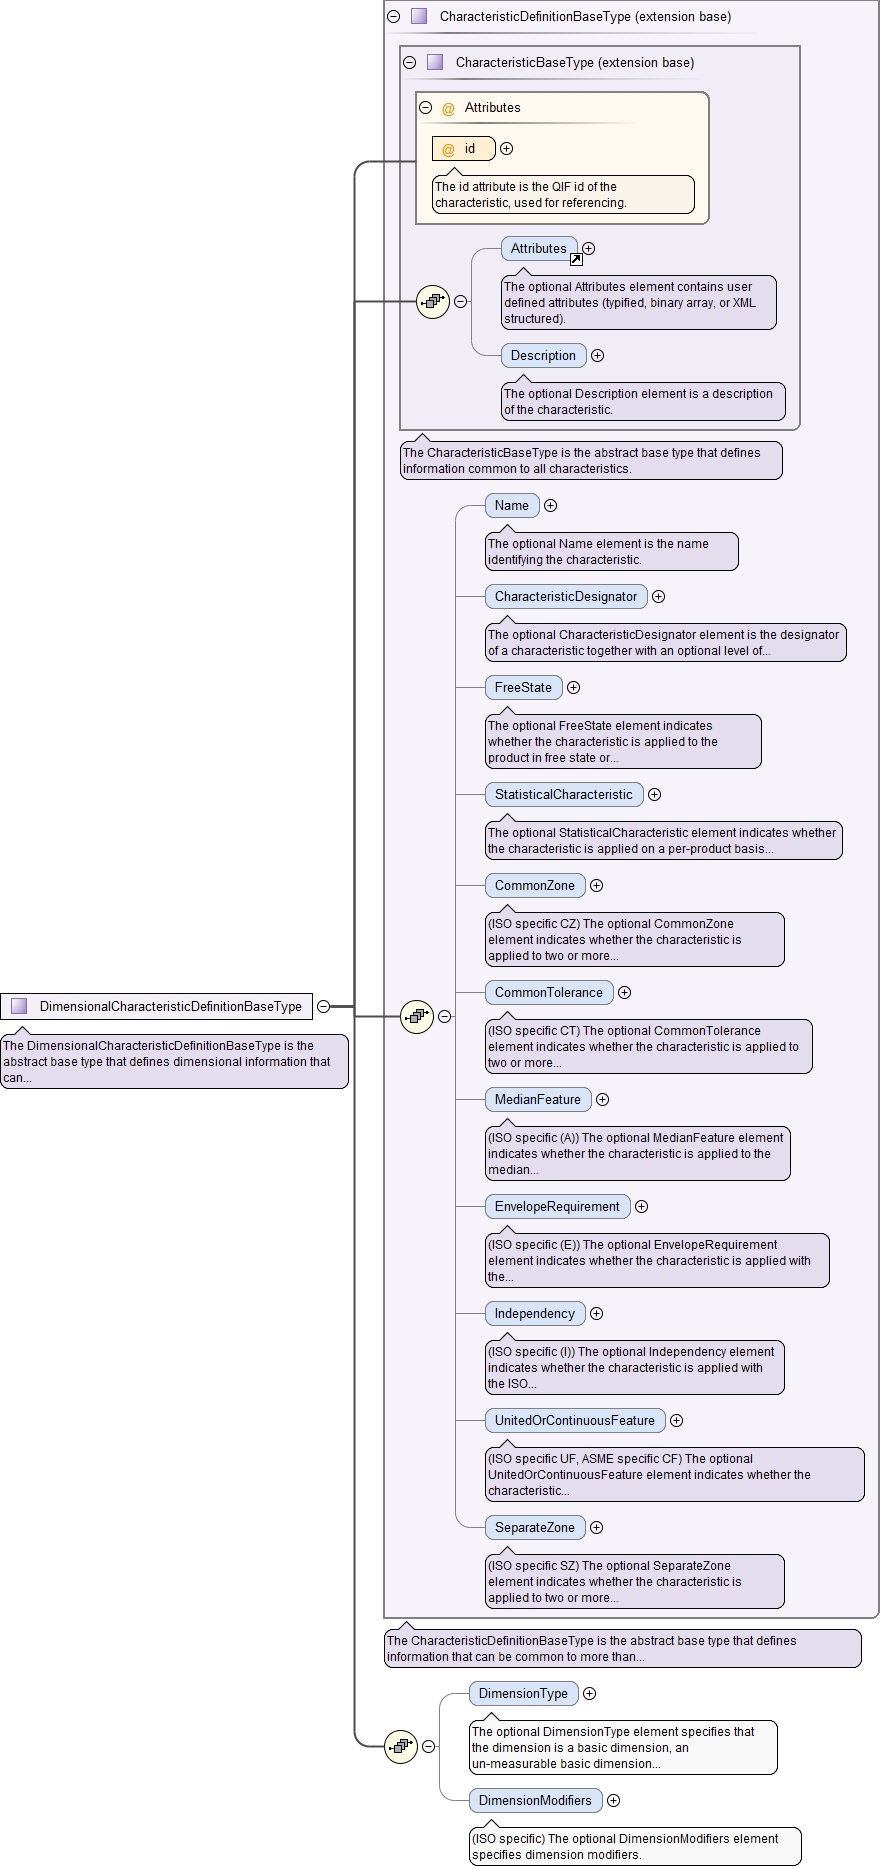 CharacteristicDefinitionBaseType (extension base)
CharacteristicBaseType (extension base)
@ Attributes
@ id
The id attribute is the QIF id of the
characteristic, used for referencing.
Attributes
The optional Attributes element contains user
defined attributes (typified, binary array, or XML
structured).
Description
The optional Description element is a description
of the characteristic.
The CharacteristicBaseType is the abstract base type that defines
information common to all characteristics.
Name
The optional Name element is the name
identifying the characteristic.
CharacteristicDesignator
The optional CharacteristicDesignator element is the designator
of a characteristic together with an optional level of...
FreeState
The optional FreeState element indicates
whether the characteristic is applied to the
product in free state or...
StatisticalCharacteristic
The optional StatisticalCharacteristic element indicates whether
the characteristic is applied on a per-product basis...
CommonZone
(ISO specific CZ) The optional CommonZone
element indicates whether the characteristic is
applied to two or more...
DimensionalCharacteristicDefinitionBaseType
The DimensionalCharacteristicDefinitionBaseType is the
abstract base type that defines dimensional information that
can...
CommonTolerance
(ISO specific CT) The optional CommonTolerance
element indicates whether the characteristic is applied to
two or more...
MedianFeature
(ISO specific (A)) The optional MedianFeature element
indicates whether the characteristic is applied to the
median...
EnvelopeRequirement
(ISO specific (E)) The optional EnvelopeRequirement
element indicates whether the characteristic is applied with
the...
Independency
(ISO specific (I)) The optional Independency element
indicates whether the characteristic is applied with
the ISO...
UnitedOrContinuousFeature
(ISO specific UF, ASME specific CF) The optional
UnitedOrContinuousFeature element indicates whether the
characteristic...
SeparateZone
(ISO specific SZ) The optional SeparateZone
element indicates whether the characteristic is
applied to two or more...
The CharacteristicDefinitionBaseType is the abstract base type that defines
information that can be common to more than...
DimensionType
The optional DimensionType element specifies that
the dimension is a basic dimension, an
un-measurable basic dimension...
DimensionModifiers
(ISO specific) The optional DimensionModifiers element
specifies dimension modifiers.